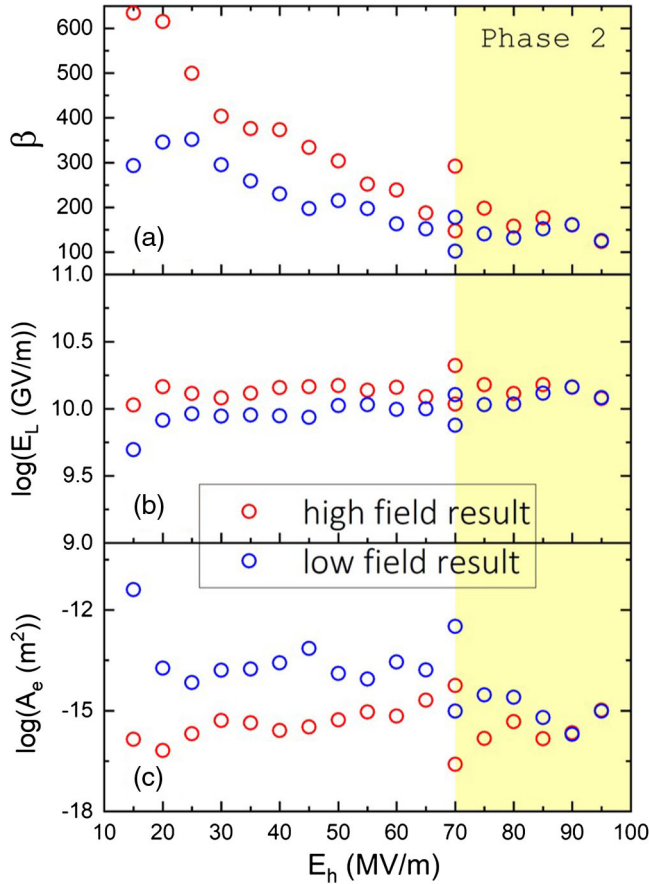 600
500
400
300
200
100
β
Phase 2
(a)
11.0
10.5
10.0
9.5
9.0
log(E_L (GV/m))
(b)
high field result
low field result
-12
-15
-18
log(A_e (m²))
(c)
10 20 30 40 50 60 70 80 90 100
E_h (MV/m)